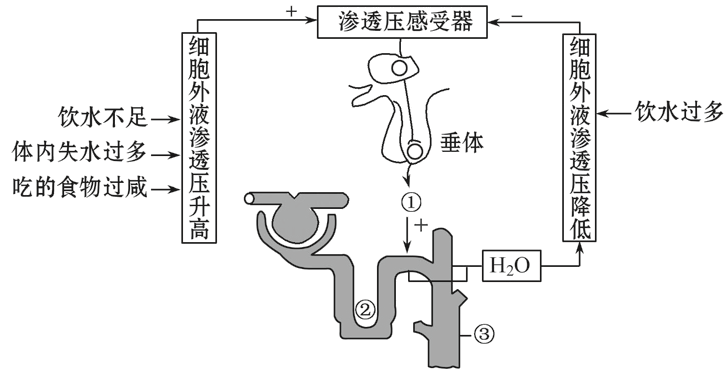 +
渗透压感受器
−
细胞外液渗透压升高
饮水不足
体内失水过多
吃的食物过咸
细胞外液渗透压降低
饮水过多
垂体
①
+
H₂O
②
③